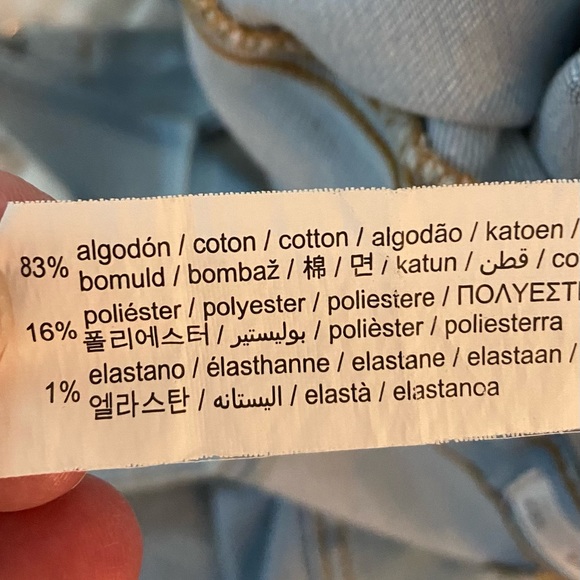 83% algodón / coton / cotton / algodão / katoen /
bomuld / bombaž / 棉 / 면 / katun / قطن / co
16% poliéster / polyester / poliestere / ΠΟΛΥΕΣΤ
폴리에스터 / بوليستير / polièster / poliesterra
1% elastano / élasthanne / elastane / elastaan /
엘라스탄 / اليستانه / elastà / elastanoa